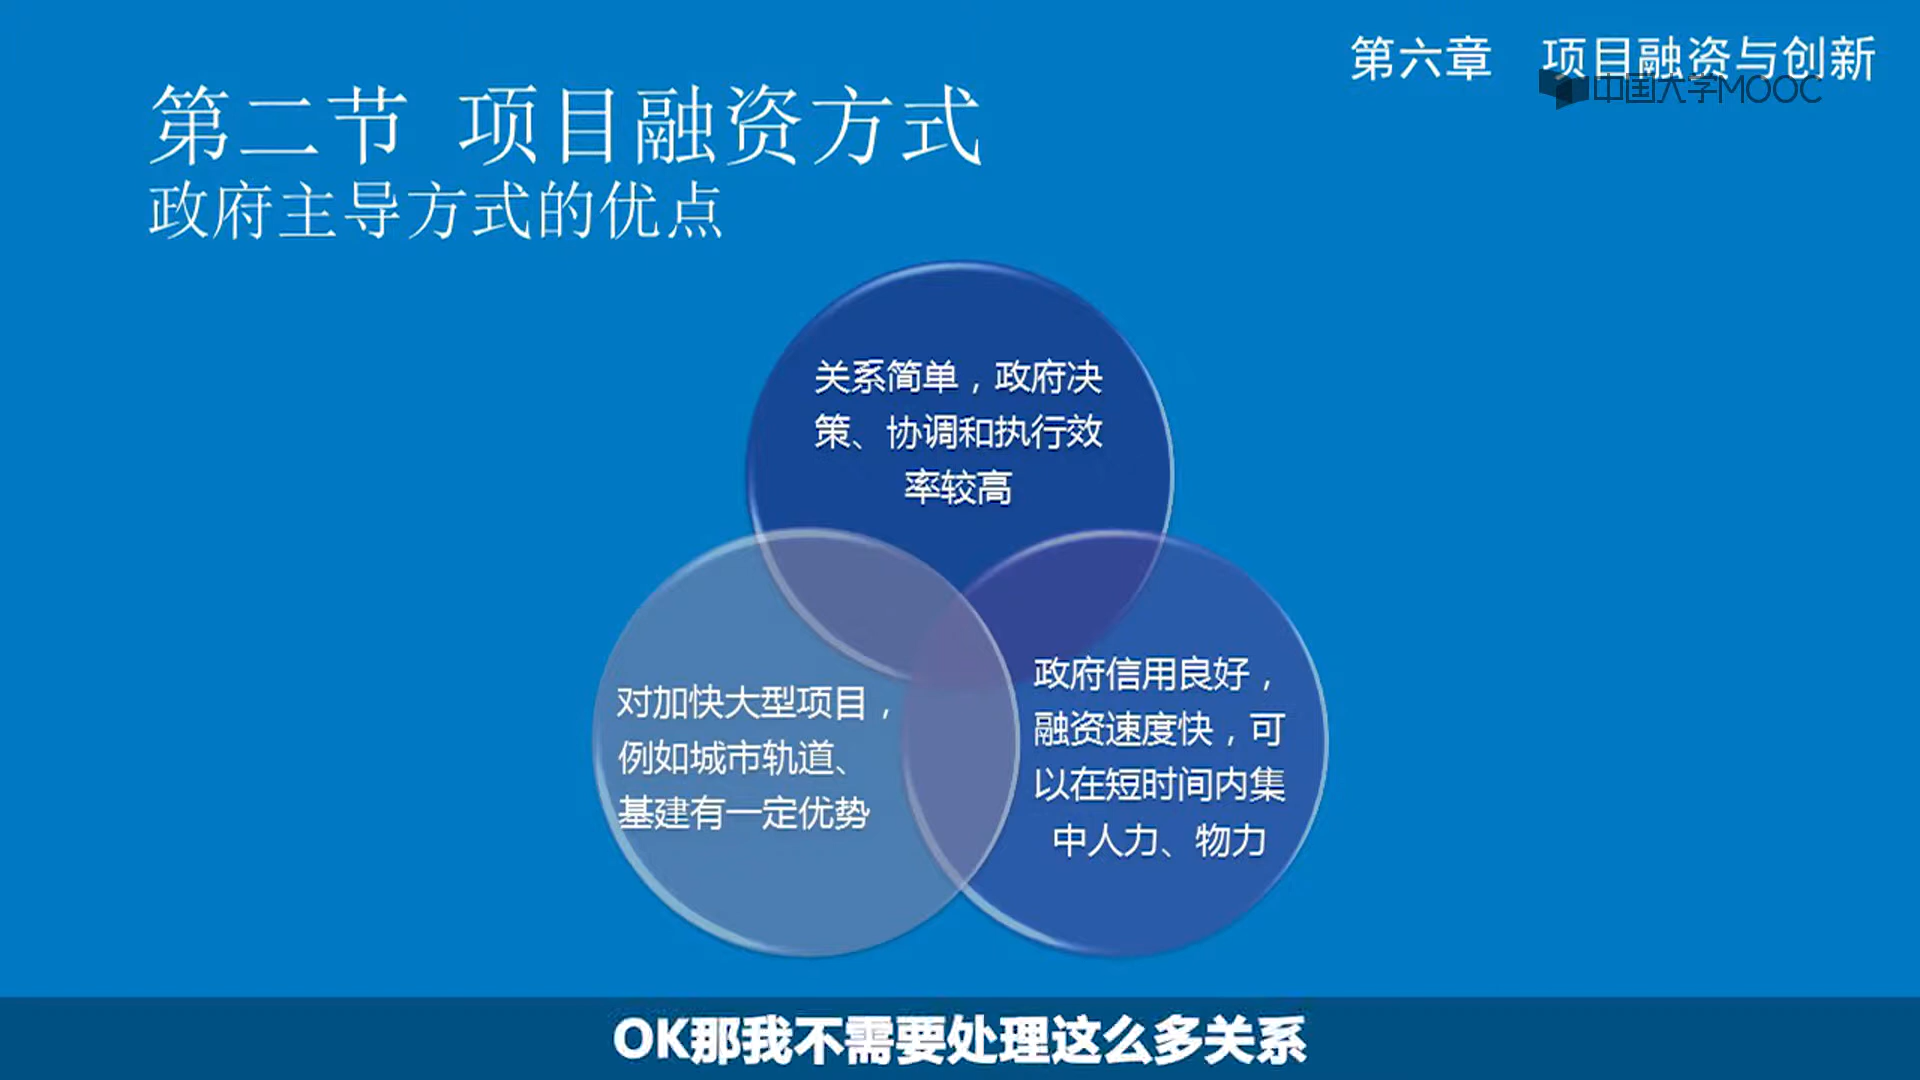 第六章 项目融资与创新
中国大学MOOC
第二节 项目融资方式
政府主导方式的优点
关系简单，政府决
策、协调和执行效
率较高
对加快大型项目，
例如城市轨道、
基建有一定优势
政府信用良好，
融资速度快，可
以在短时间内集
中人力、物力
OK那我不需要处理这么多关系